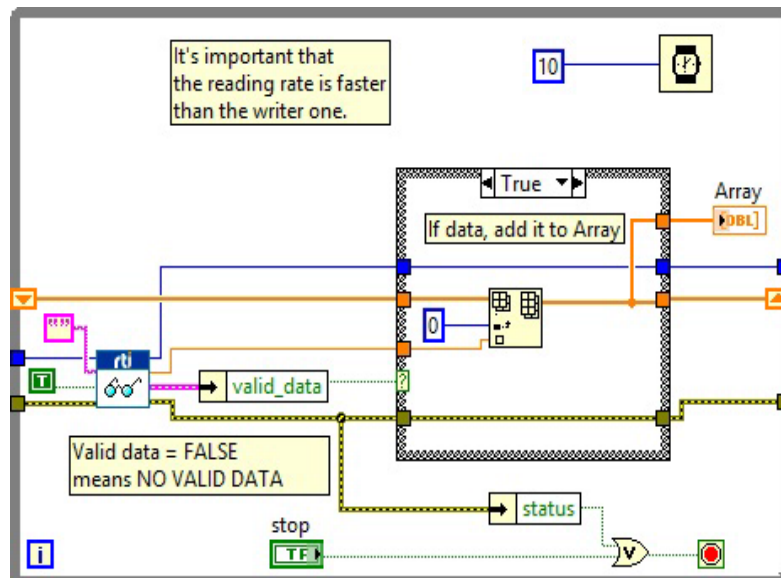 It's important that
the reading rate is faster
than the writer one.
10
True
Array
DBL]
If data, add it to Array
0
" "
rti
T
valid_data
?
Valid data = FALSE
means NO VALID DATA
status
stop
TF
V
i